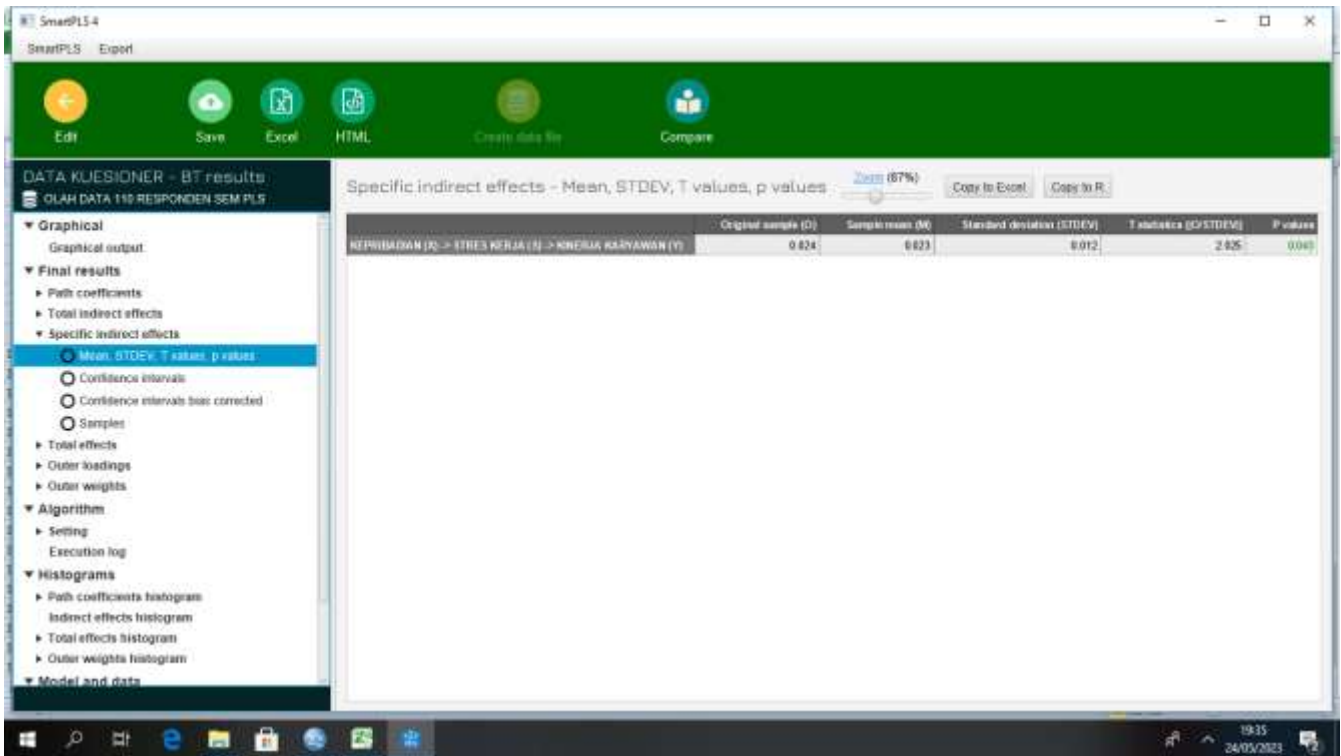 SmartPLS 4
SmartPLS Export
Edit Save Excel HTML Create data file Compare
DATA KUESIONER - BT results
OLAH DATA 110 RESPONDEN SEM PLS
Specific indirect effects - Mean, STDEV, T values, p values Zoom (87%) Copy to Excel Copy to R
Original sample (O) Sample mean (M) Standard deviation (STDEV) T statistics (|O/STDEV|) P values
KEPRIBADIAN (X) -> STRES KERJA (S) -> KINERJA KARYAWAN (Y) 0.024 0.023 0.012 2.025 0.043
Graphical
Graphical output
Final results
Path coefficients
Total indirect effects
Specific indirect effects
Mean, STDEV, T values, p values
Confidence intervals
Confidence intervals bias corrected
Samples
Total effects
Outer loadings
Outer weights
Algorithm
Setting
Execution log
Histograms
Path coefficients histogram
Indirect effects histogram
Total effects histogram
Outer weights histogram
Model and data
19:35
24/05/2023